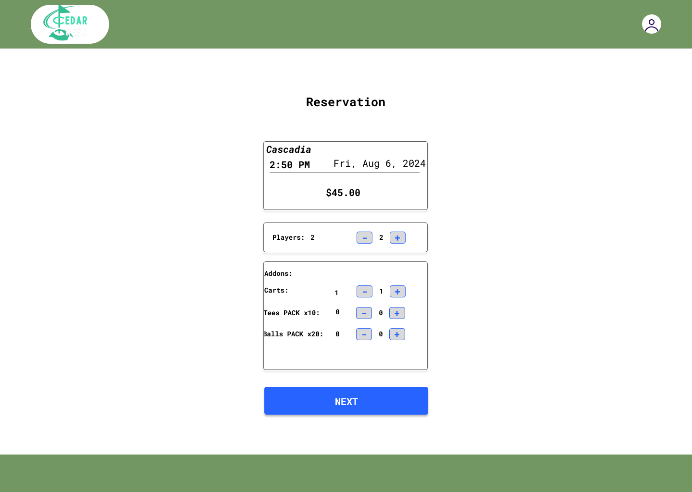 CEDAR
Reservation
Cascadia
2:50 PM Fri, Aug 6, 2024
$45.00
Players: 2 - 2 +
Addons:
Carts: 1 - 1 +
Tees PACK x10: 0 - 0 +
Balls PACK x20: 0 - 0 +
NEXT